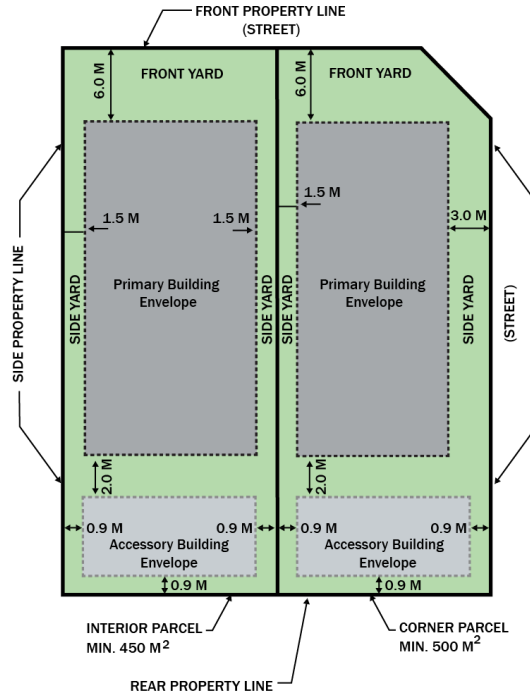 FRONT PROPERTY LINE
(STREET)
6.0 M
FRONT YARD
6.0 M
FRONT YARD
1.5 M
1.5 M
1.5 M
3.0 M
SIDE PROPERTY LINE
SIDE YARD
Primary Building
Envelope
SIDE YARD
SIDE YARD
Primary Building
Envelope
SIDE YARD
(STREET)
2.0 M
2.0 M
0.9 M
0.9 M
Accessory Building
Envelope
0.9 M
0.9 M
0.9 M
Accessory Building
Envelope
0.9 M
INTERIOR PARCEL
MIN. 450 M²
CORNER PARCEL
MIN. 500 M²
REAR PROPERTY LINE